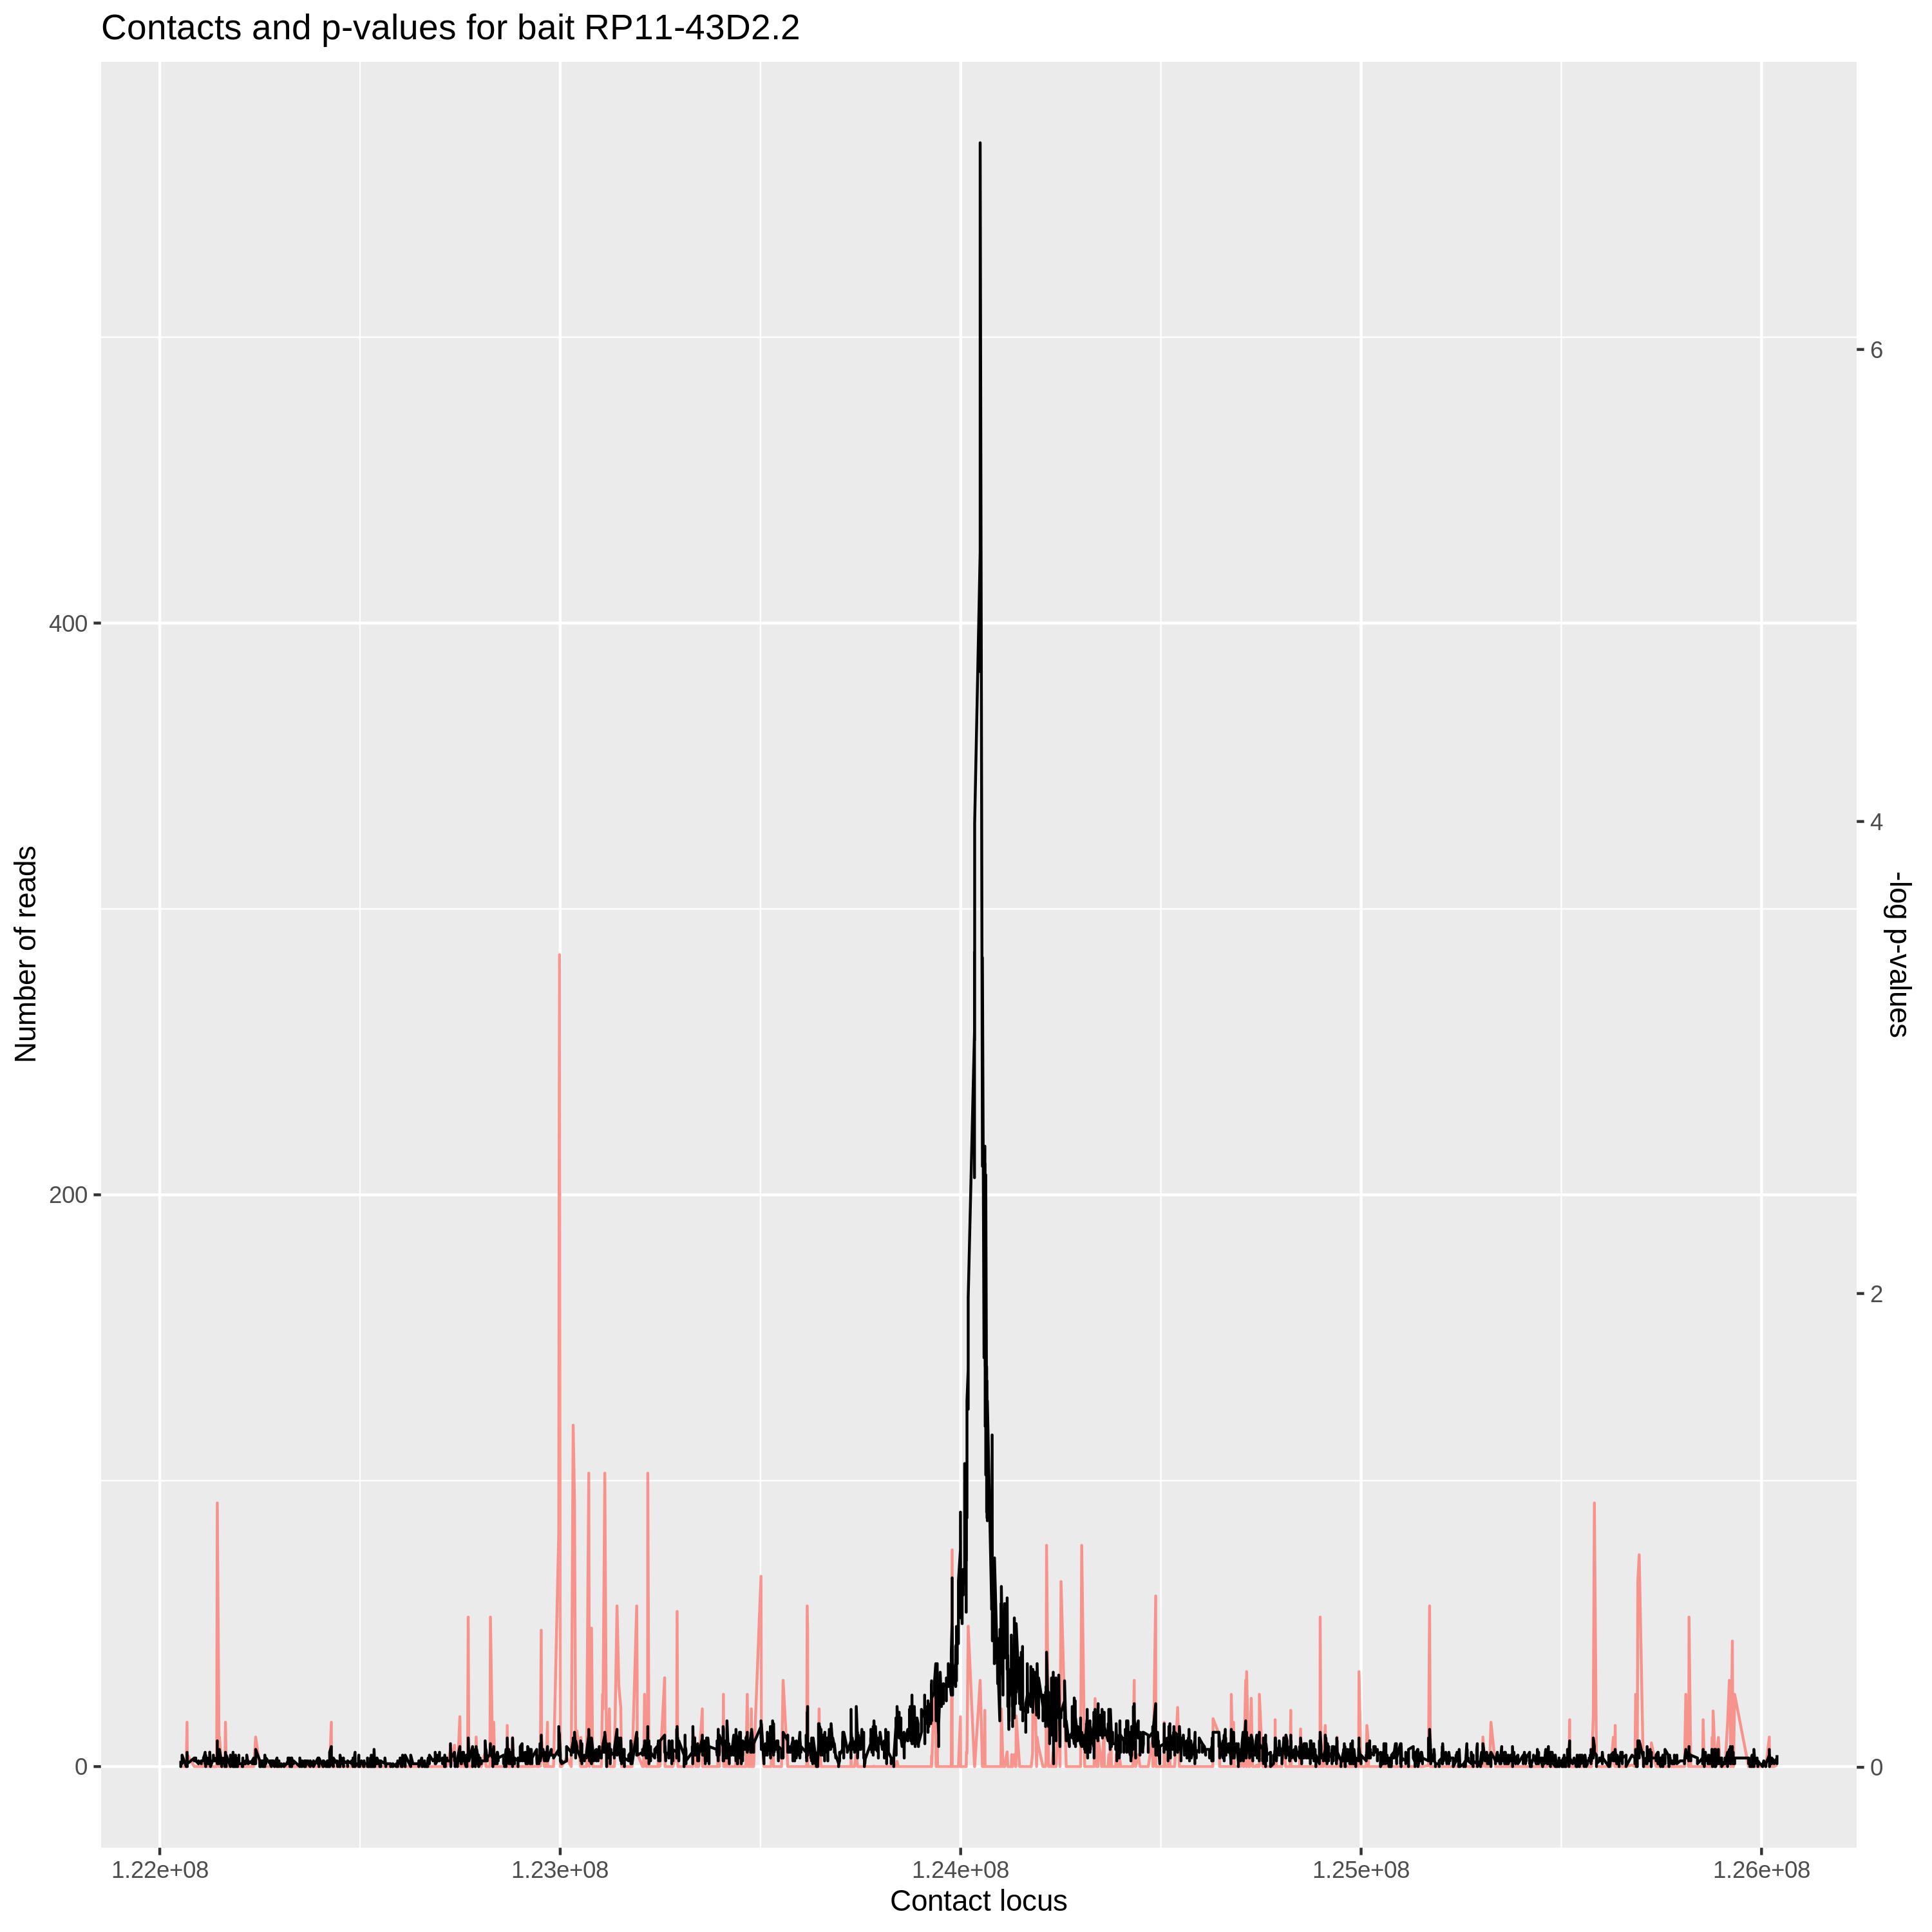 Contacts and p-values for bait RP11-43D2.2
Number of reads
400
200
0
6
4
2
0
-log p-values
1.22e+08
1.23e+08
1.24e+08
1.25e+08
1.26e+08
Contact locus